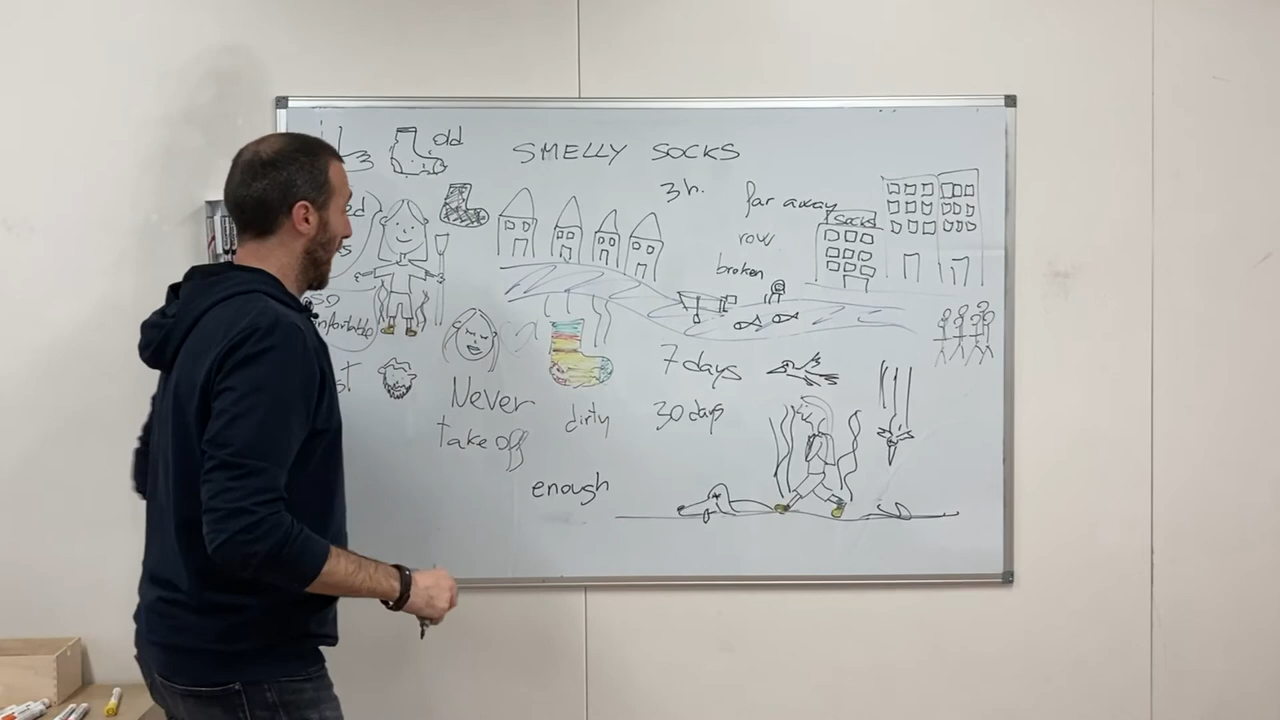 old
SMELLY SOCKS
3h.
far away
SOCKS
row
broken
7 days
Never
take off
dirty
30 days
enough